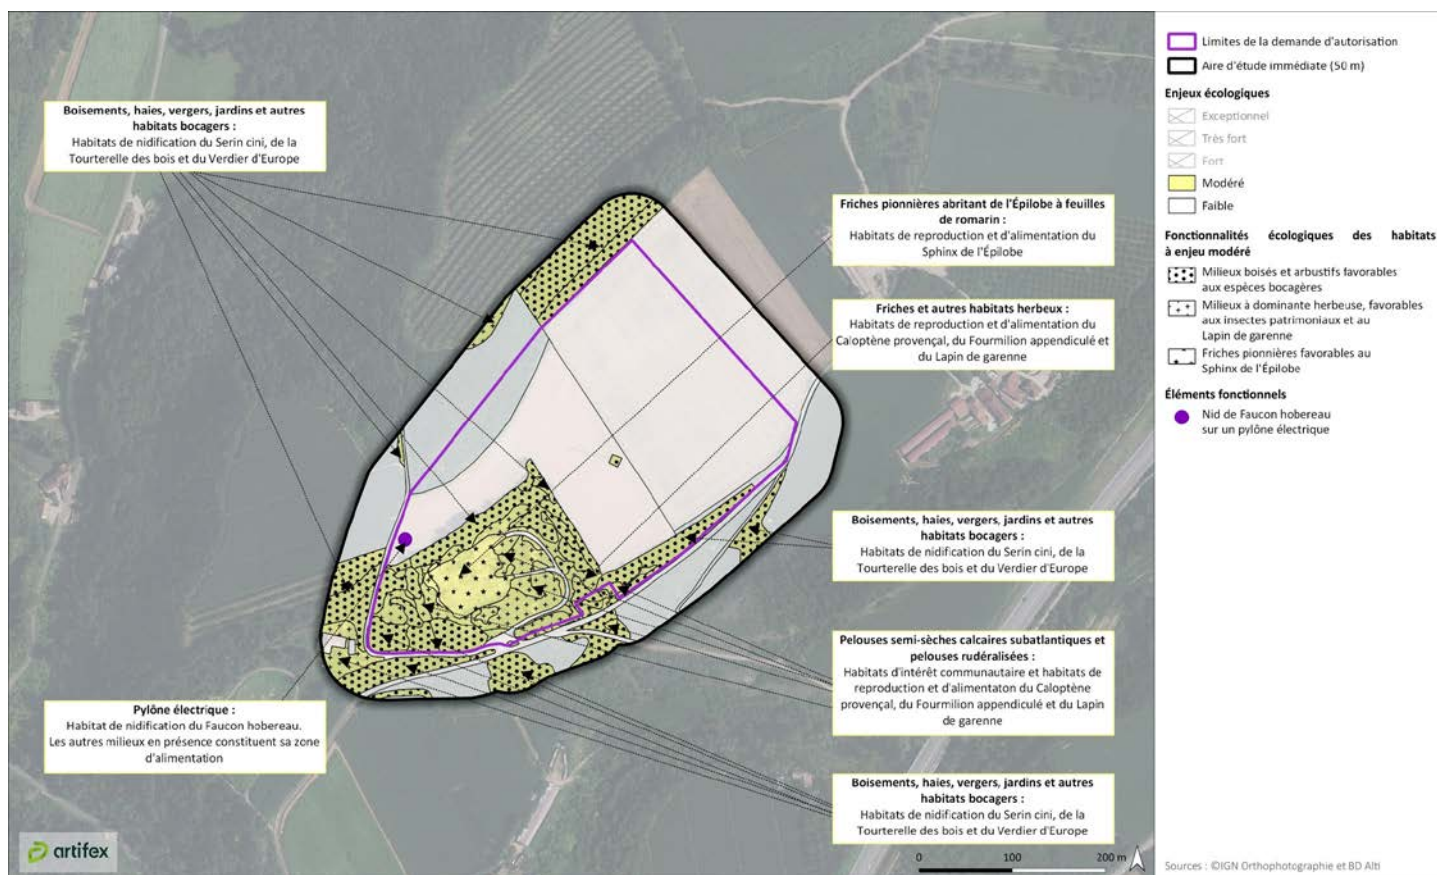 Boisements, haies, vergers, jardins et autres
habitats bocagers :
Habitats de nidification du Serin cini, de la
Tourterelle des bois et du Verdier d'Europe
Friches pionnières abritant de l'Épilobe à feuilles
de romarin :
Habitats de reproduction et d'alimentation du
Sphinx de l'Épilobe
Friches et autres habitats herbeux :
Habitats de reproduction et d'alimentation du
Caloptène provençal, du Fourmilion appendiculé et
du Lapin de garenne
Boisements, haies, vergers, jardins et autres
habitats bocagers :
Habitats de nidification du Serin cini, de la
Tourterelle des bois et du Verdier d'Europe
Pelouses semi-sèches calcaires subatlantiques et
pelouses rudéralisées :
Habitats d'intérêt communautaire et habitats de
reproduction et d'alimentaton du Caloptène
provençal, du Fourmilion appendiculé et du Lapin
de garenne
Pylône électrique :
Habitat de nidification du Faucon hobereau.
Les autres milieux en présence constituent sa zone
d'alimentation
Boisements, haies, vergers, jardins et autres
habitats bocagers :
Habitats de nidification du Serin cini, de la
Tourterelle des bois et du Verdier d'Europe
artifex
0 100 200 m
Limites de la demande d'autorisation
Aire d'étude immédiate (50 m)
Enjeux écologiques
Exceptionnel
Très fort
Fort
Modéré
Faible
Fonctionnalités écologiques des habitats
à enjeu modéré
Milieux boisés et arbustifs favorables
aux espèces bocagères
Milieux à dominante herbeuse, favorables
aux insectes patrimoniaux et au
Lapin de garenne
Friches pionnières favorables au
Sphinx de l'Épilobe
Éléments fonctionnels
Nid de Faucon hobereau
sur un pylône électrique
Sources : ©IGN Orthophotographie et BD Alti